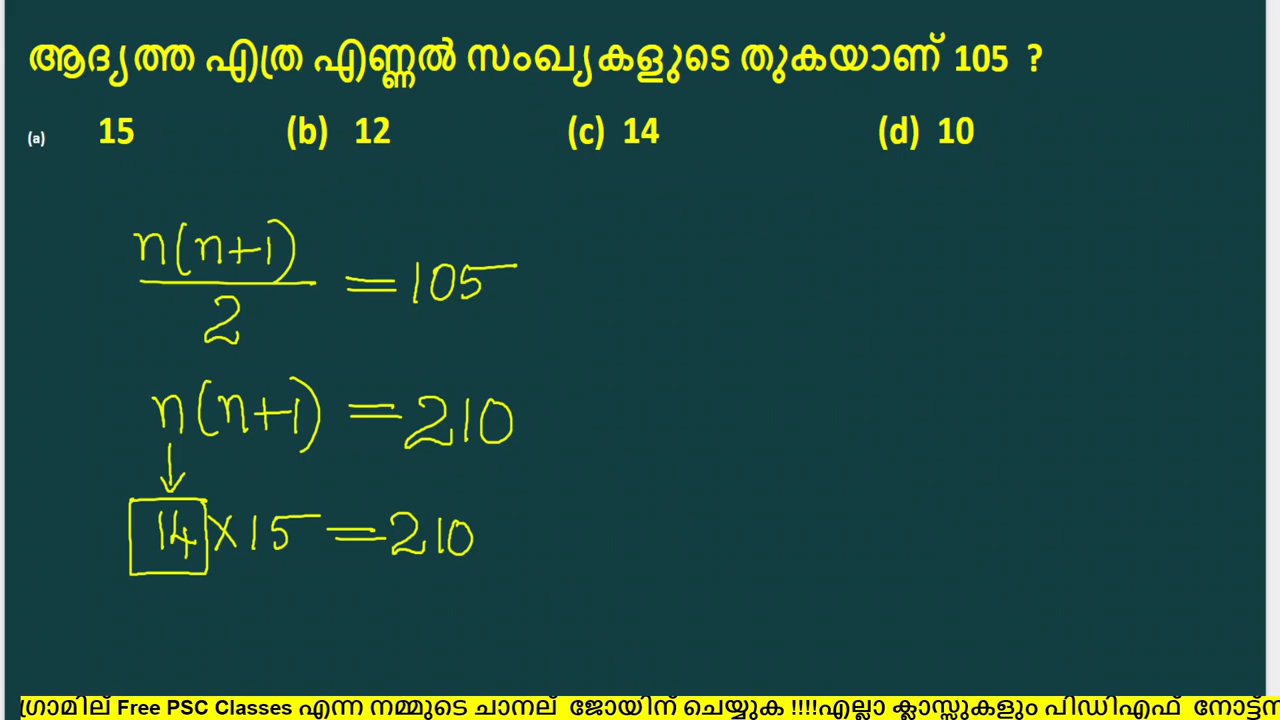 ആദ്യത്ത എത്ര എണ്ണൽ സംഖ്യകളുടെ തുകയാണ് 105 ?
(a) 15 (b) 12 (c) 14 (d) 10
n(n+1)
2
= 105
n(n+1) = 210
↓
14 × 15 = 210
ഗ്രാമില് Free PSC Classes എന്ന നമ്മുടെ ചാനല് ജോയിന് ചെയ്യുക !!!!എല്ലാ ക്ലാസ്സുകളും പിഡിഎഫ് നോട്ട്സ